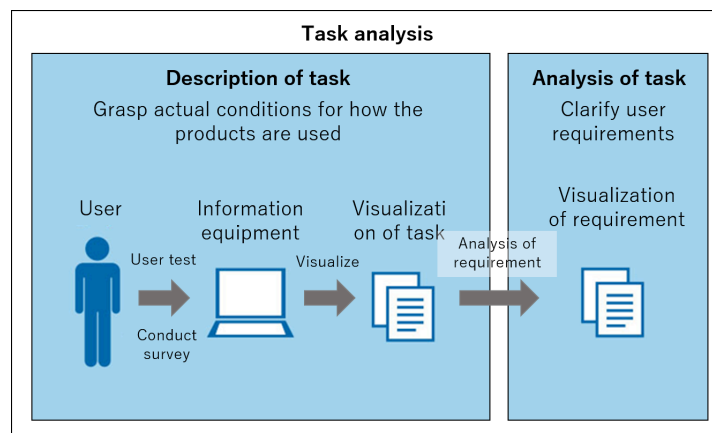 Task analysis
Description of task
Grasp actual conditions for how the
products are used
User
Information
equipment
Visualizati
on of task
User test
Conduct
survey
Visualize
Analysis of
requirement
Analysis of task
Clarify user
requirements
Visualization
of requirement